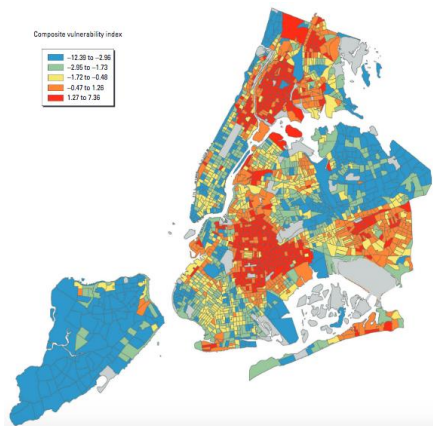 Composite vulnerability index
−12.39 to −2.96
−2.95 to −1.73
−1.72 to −0.48
−0.47 to 1.26
1.27 to 7.36